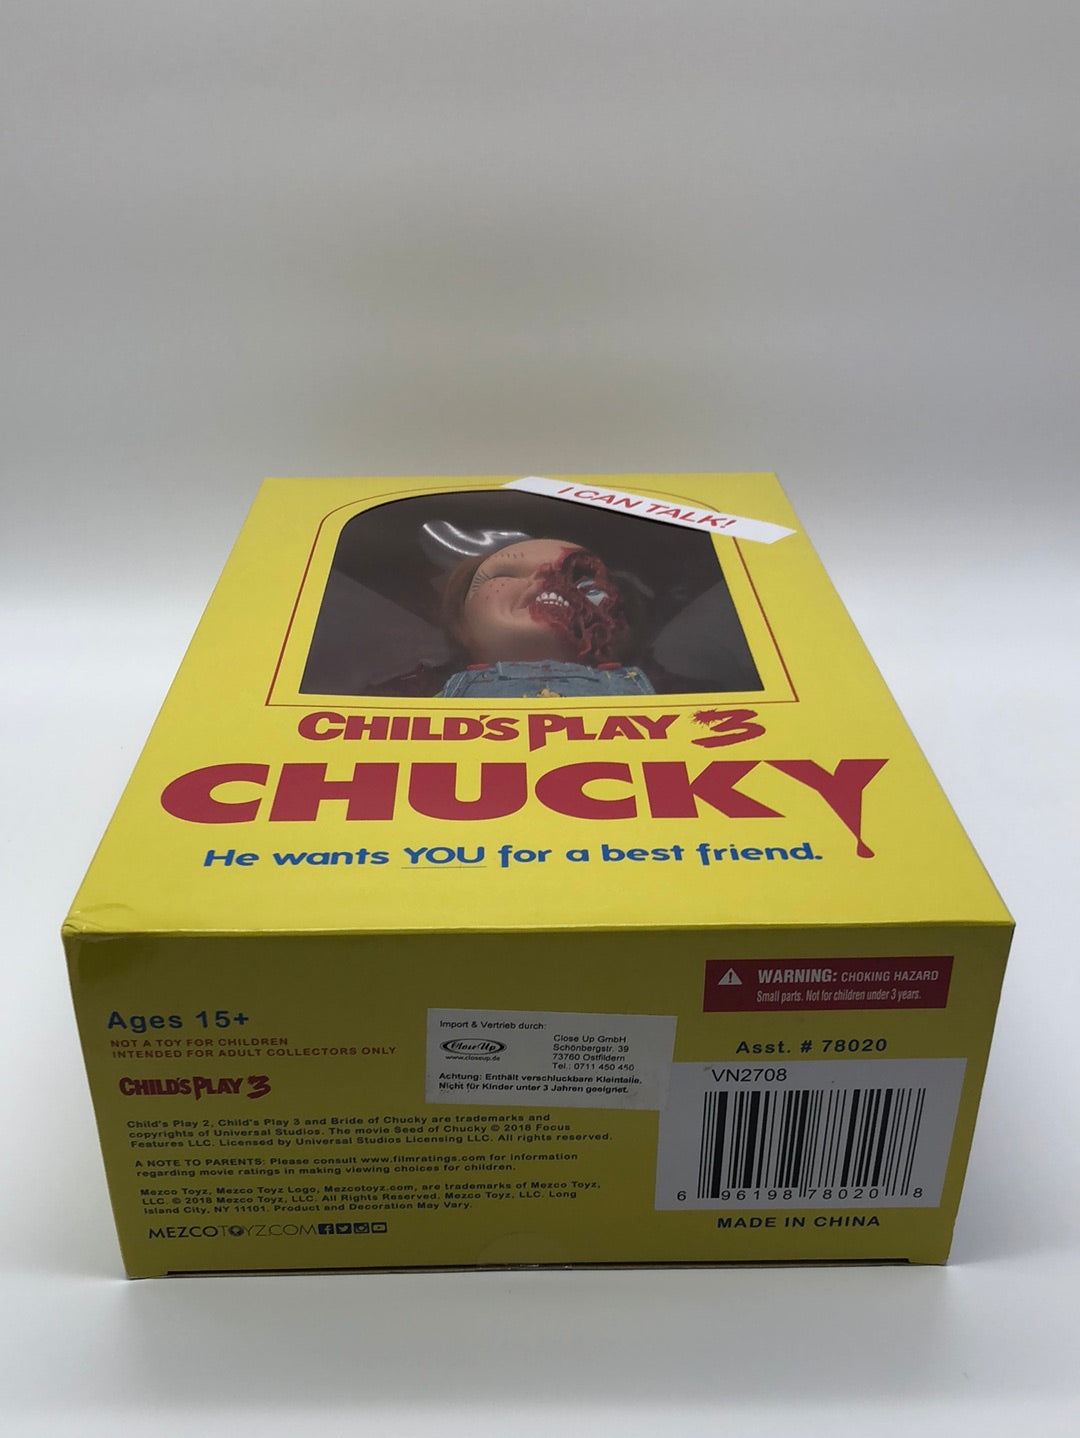 I CAN TALK!
CHILD'S PLAY 3
CHUCKY
He wants YOU for a best friend.
WARNING: CHOKING HAZARD
Small parts. Not for children under 3 years.
Ages 15+
NOT A TOY FOR CHILDREN
INTENDED FOR ADULT COLLECTORS ONLY
CHILD'S PLAY 3
Child's Play 2, Child's Play 3 and Bride of Chucky are trademarks and
copyrights of Universal Studios. The movie Seed of Chucky © 2018 Focus
Features LLC. Licensed by Universal Studios Licensing LLC. All rights reserved.
A NOTE TO PARENTS: Please consult www.filmratings.com for information
regarding movie ratings in making viewing choices for children.
Mezco Toyz, Mezco Toyz Logo, Mezcotoyz.com, are trademarks of Mezco Toyz,
LLC. © 2018 Mezco Toyz, LLC. All Rights Reserved. Mezco Toyz, LLC. Long
Island City, NY 11101. Product and Decoration May Vary.
MEZCOTOYZ.COM
Import & Vertrieb durch:
Close Up
www.closeup.de
Close Up GmbH
Schönbergstr. 39
73760 Ostfildern
Tel.: 0711 450 450
Achtung: Enthält verschluckbare Kleinteile,
Nicht für Kinder unter 3 Jahren geeignet.
Asst. # 78020
VN2708
6 96198 78020 8
MADE IN CHINA